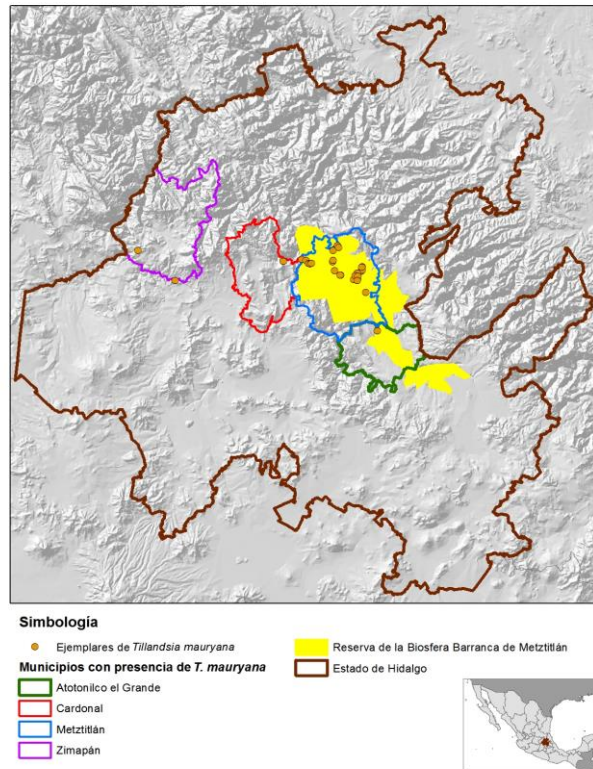 Simbología
Ejemplares de Tillandsia mauryana
Municipios con presencia de T. mauryana
Atotonilco el Grande
Cardonal
Metztitlán
Zimapán
Reserva de la Biosfera Barranca de Metztitlán
Estado de Hidalgo